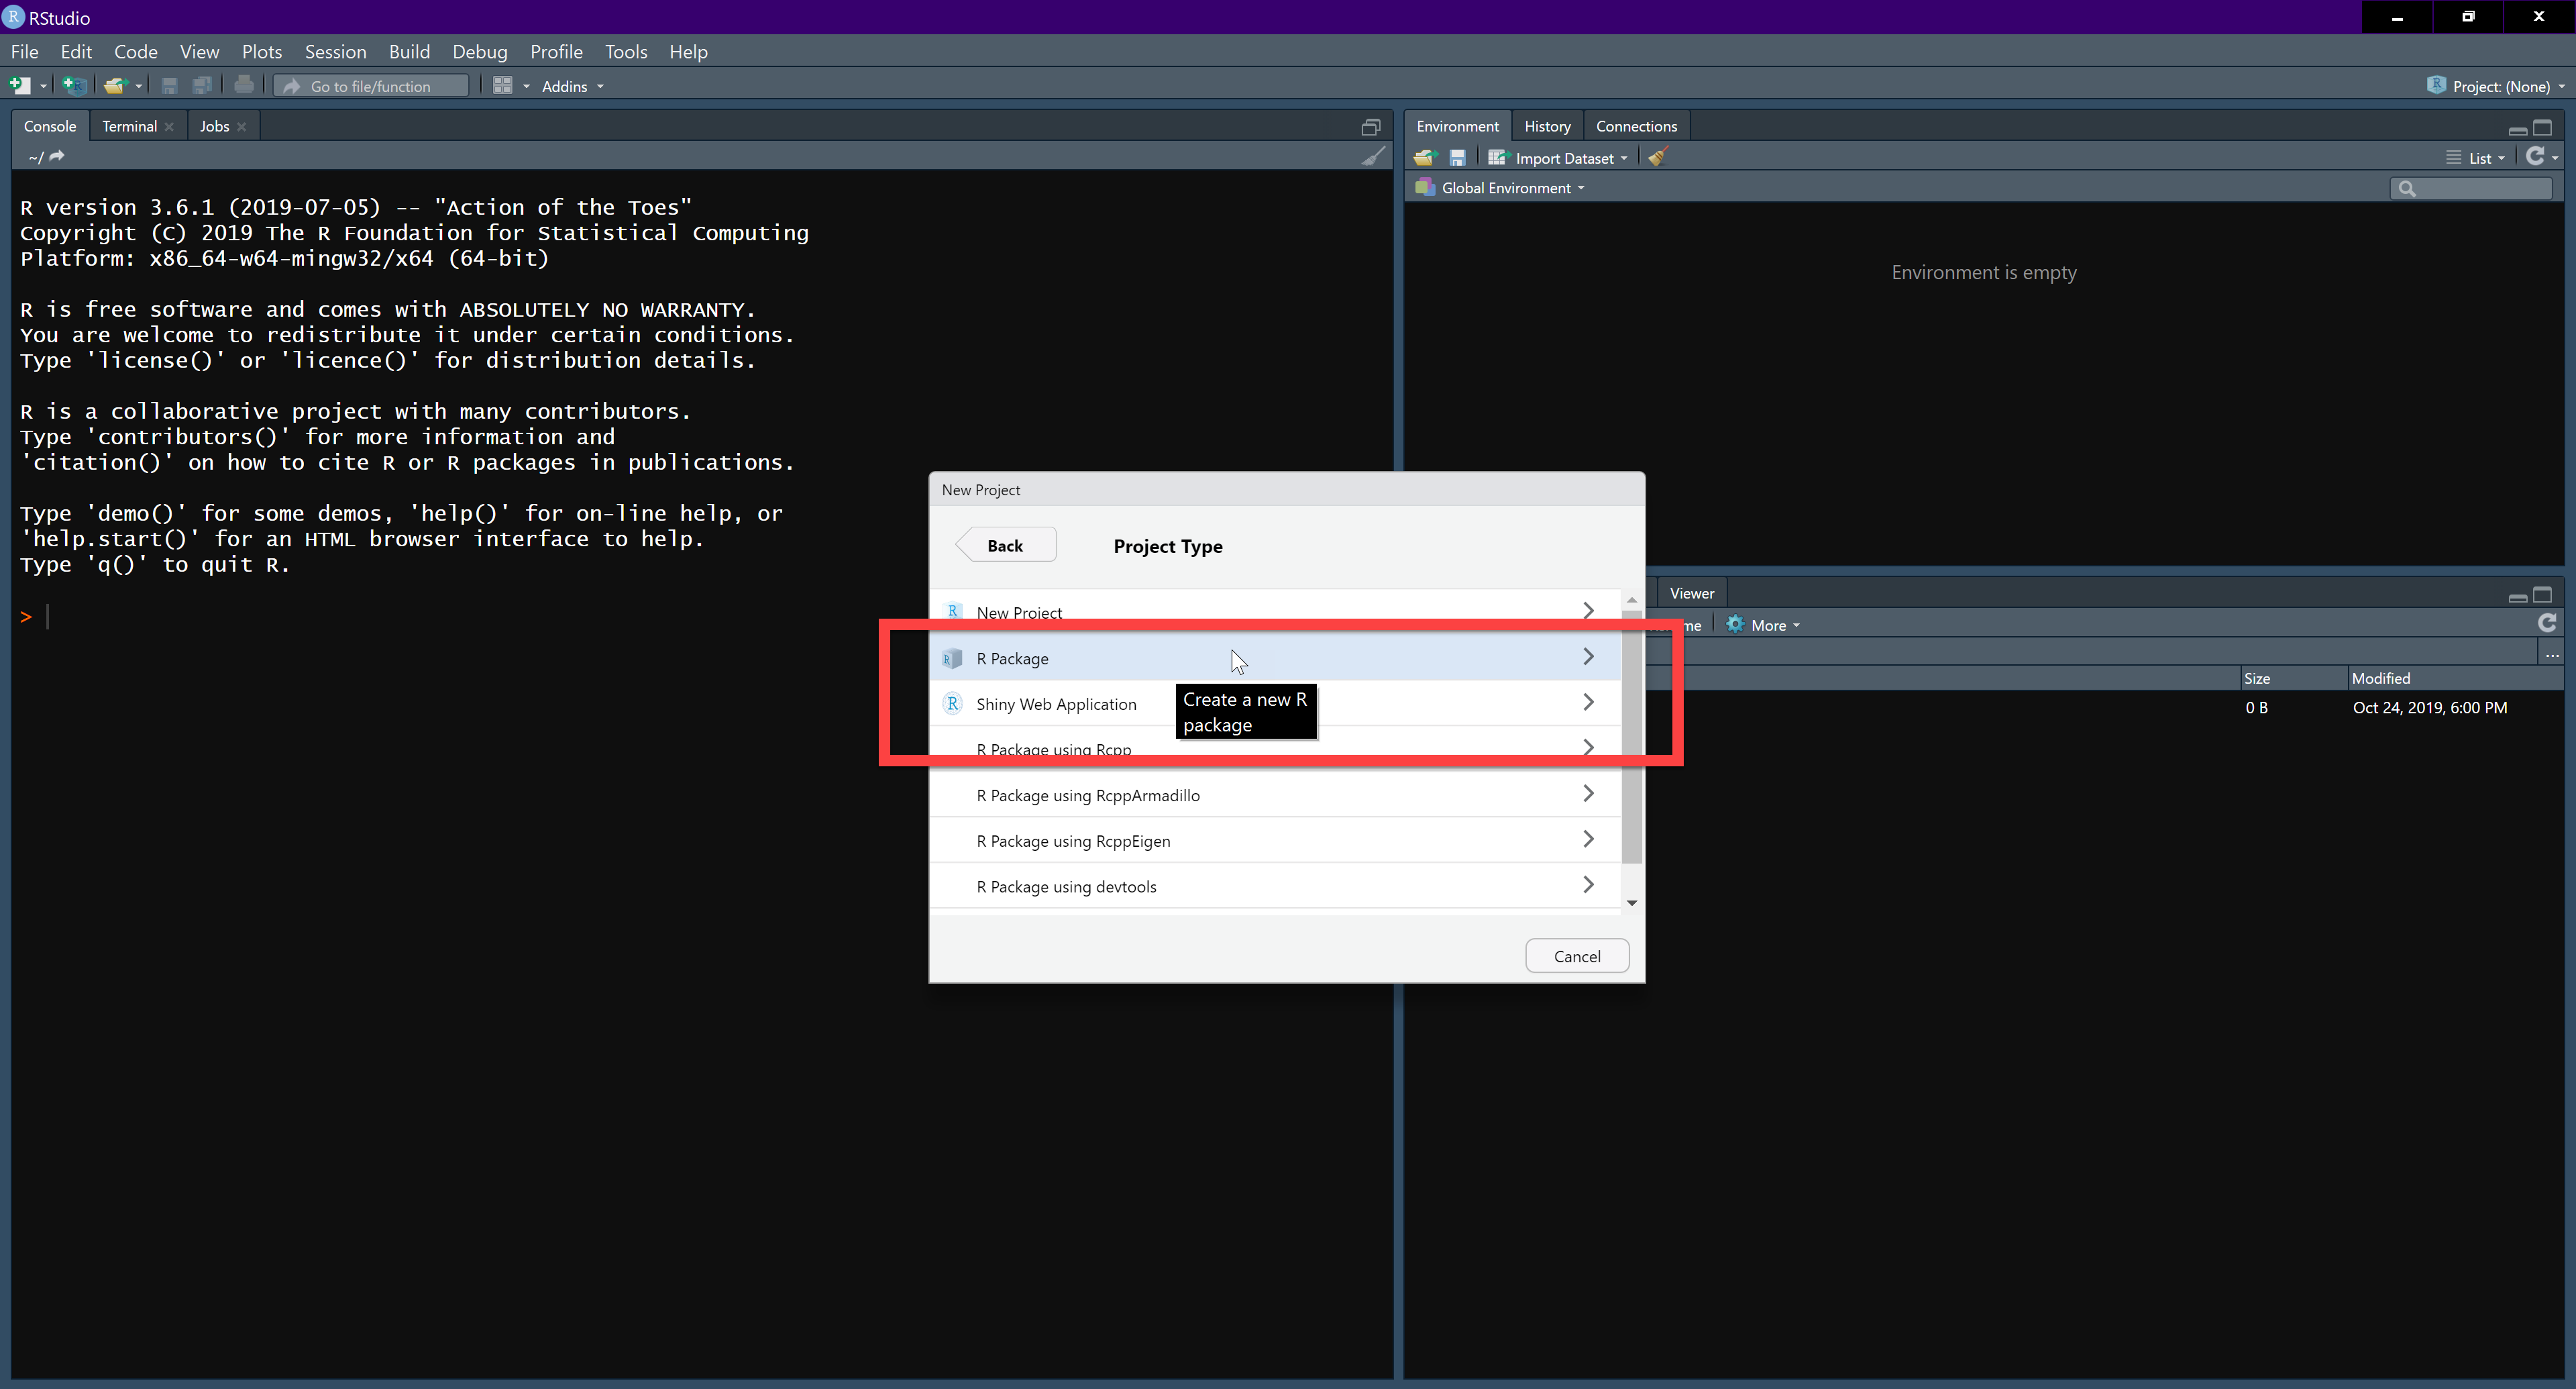 RStudio
File Edit Code View Plots Session Build Debug Profile Tools Help
Go to file/function Addins Project: (None)
Console Terminal Jobs
~/
R version 3.6.1 (2019-07-05) -- "Action of the Toes"
Copyright (C) 2019 The R Foundation for Statistical Computing
Platform: x86_64-w64-mingw32/x64 (64-bit)
R is free software and comes with ABSOLUTELY NO WARRANTY.
You are welcome to redistribute it under certain conditions.
Type 'license()' or 'licence()' for distribution details.
R is a collaborative project with many contributors.
Type 'contributors()' for more information and
'citation()' on how to cite R or R packages in publications.
Type 'demo()' for some demos, 'help()' for on-line help, or
'help.start()' for an HTML browser interface to help.
Type 'q()' to quit R.
>
Environment History Connections
Import Dataset List
Global Environment
Environment is empty
New Project
Back Project Type
New Project
R Package
Shiny Web Application
Create a new R
package
R Package using Rcpp
R Package using RcppArmadillo
R Package using RcppEigen
R Package using devtools
Cancel
Viewer
More
...
Size Modified
0 B Oct 24, 2019, 6:00 PM